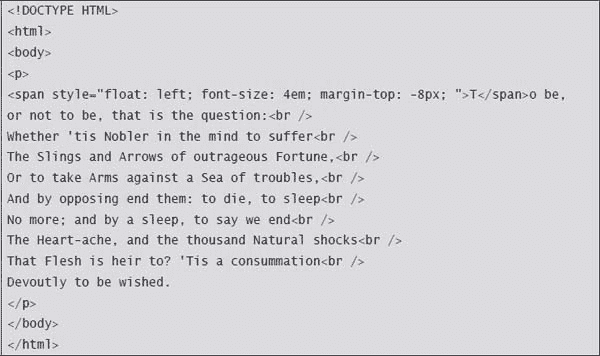 <!DOCTYPE HTML>
<html>
<body>
<p>
<span style="float: left; font-size: 4em; margin-top: -8px; ">T</span>o be,
or not to be, that is the question:<br />
Whether 'tis Nobler in the mind to suffer<br />
The Slings and Arrows of outrageous Fortune,<br />
Or to take Arms against a Sea of troubles,<br />
And by opposing end them: to die, to sleep<br />
No more; and by a sleep, to say we end<br />
The Heart-ache, and the thousand Natural shocks<br />
That Flesh is heir to? 'Tis a consummation<br />
Devoutly to be wished.
</p>
</body>
</html>